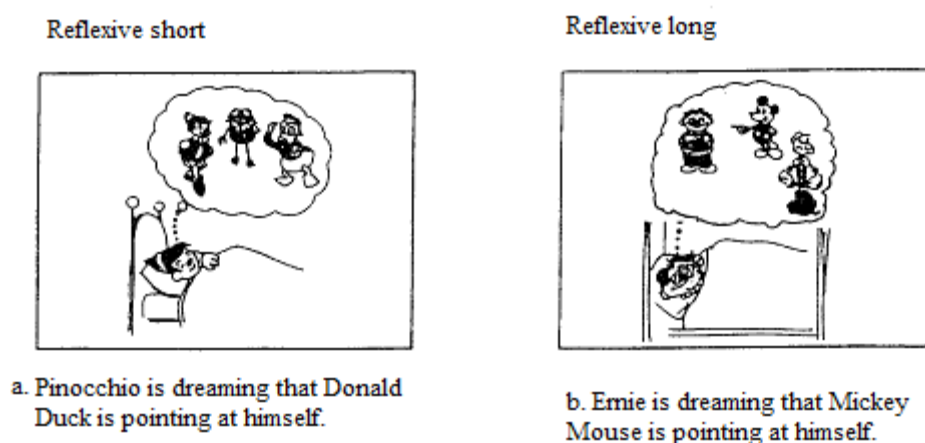 Reflexive short
Reflexive long
a. Pinocchio is dreaming that Donald
Duck is pointing at himself.
b. Ernie is dreaming that Mickey
Mouse is pointing at himself.